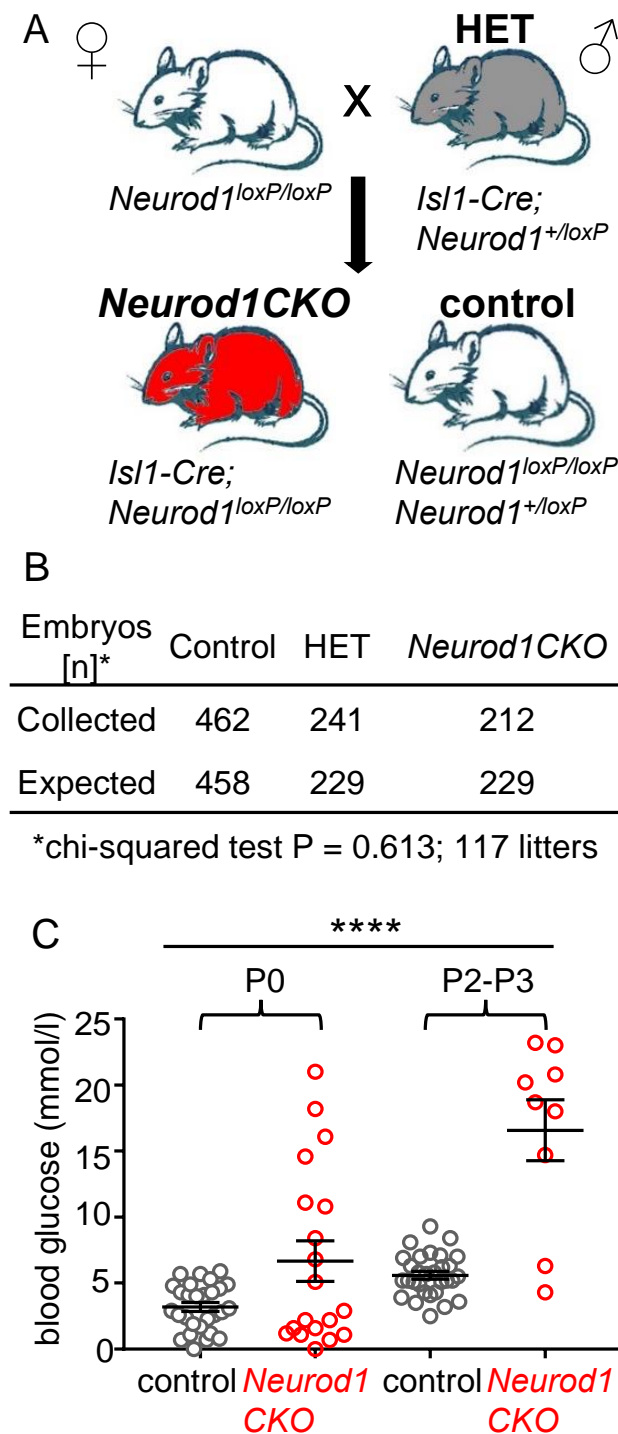 A ♀ HET ♂
X
Neurod1loxP/loxP Isl1-Cre;
Neurod1+/loxP
Neurod1CKO control
Isl1-Cre; Neurod1loxP/loxP
Neurod1loxP/loxP Neurod1+/loxP
B
Embryos [n]* Control HET Neurod1CKO
Collected 462 241 212
Expected 458 229 229
*chi-squared test P = 0.613; 117 litters
C
****
P0 P2-P3
blood glucose (mmol/l)
25
20
15
10
5
0
control Neurod1 control Neurod1
CKO CKO